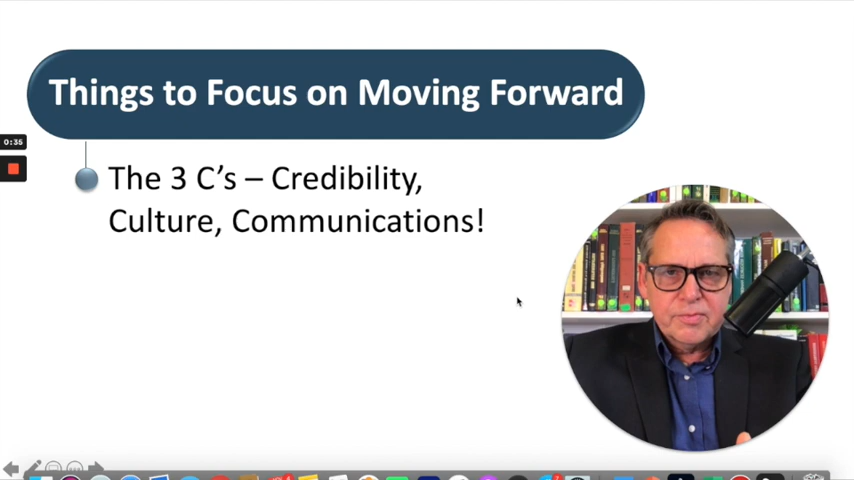 Things to Focus on Moving Forward
0:35
The 3 C’s – Credibility,
Culture, Communications!